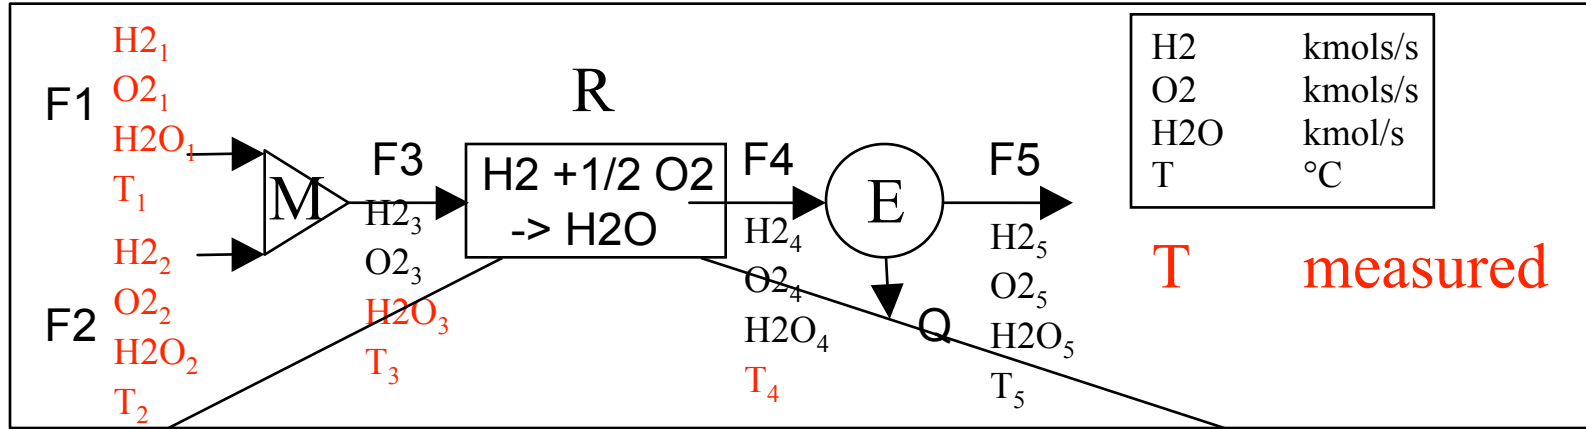 H2₁
O2₁
F1
H2O₁
T₁
M
H2₂
O2₂
F2
H2O₂
T₂
F3
H2₃
O2₃
H2O₃
T₃
R
H2 +1/2 O2
-> H2O
F4
H2₄
O2₄
H2O₄
T₄
E
Q
F5
H2₅
O2₅
H2O₅
T₅
H2 kmols/s
O2 kmols/s
H2O kmol/s
T °C
T measured